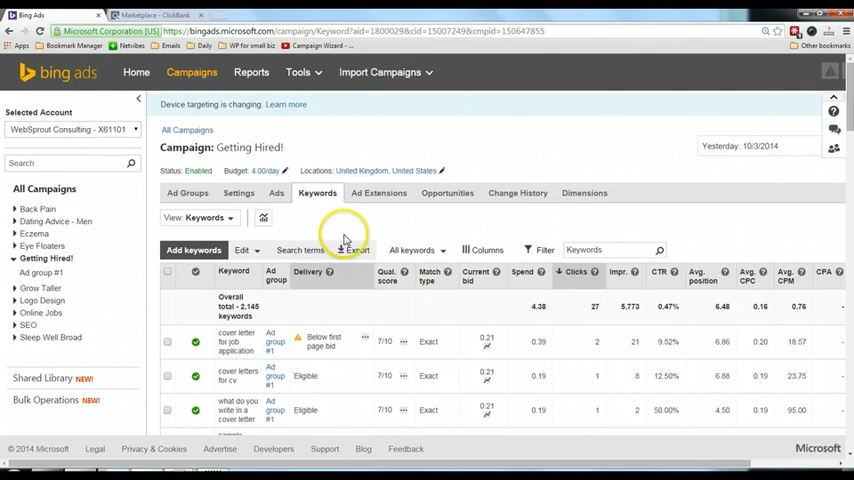 Bing Ads
Marketplace - ClickBank
Microsoft Corporation [US] https://bingads.microsoft.com/campaign/Keyword?aid=1800029&cid=15007249&cmpid=150647855
Apps Bookmark Manager Netvibes Emails Daily WP for small biz Campaign Wizard - ... Other bookmarks
bing ads Home Campaigns Reports Tools Import Campaigns
Selected Account
WebSprout Consulting - X61101
Search
All Campaigns
Back Pain
Dating Advice - Men
Eczema
Eye Floaters
Getting Hired!
Ad group #1
Grow Taller
Logo Design
Online Jobs
SEO
Sleep Well Broad
Shared Library NEW!
Bulk Operations NEW!
Device targeting is changing. Learn more
All Campaigns
Campaign: Getting Hired!
Yesterday: 10/3/2014
Status: Enabled Budget: 4.00/day Locations: United Kingdom, United States
Ad Groups Settings Ads Keywords Ad Extensions Opportunities Change History Dimensions
View: Keywords
Add keywords Edit Search terms Export All keywords Columns Filter Keywords
Keyword Ad group Delivery Qual. score Match type Current bid Spend Clicks Impr. CTR Avg. position Avg. CPC Avg. CPM CPA
Overall total - 2,145 keywords 4.38 27 5,773 0.47% 6.48 0.16 0.76
cover letter for job application Ad group #1 Below first page bid 7/10 Exact 0.21 0.39 2 21 9.52% 6.86 0.20 18.57
cover letters for cv Ad group #1 Eligible 7/10 Exact 0.21 0.19 1 8 12.50% 6.88 0.19 23.75
what do you write in a cover letter Ad group #1 Eligible 7/10 Exact 0.21 0.19 1 2 50.00% 4.50 0.19 95.00
© 2014 Microsoft Legal Privacy & Cookies Advertise Developers Support Blog Feedback Microsoft